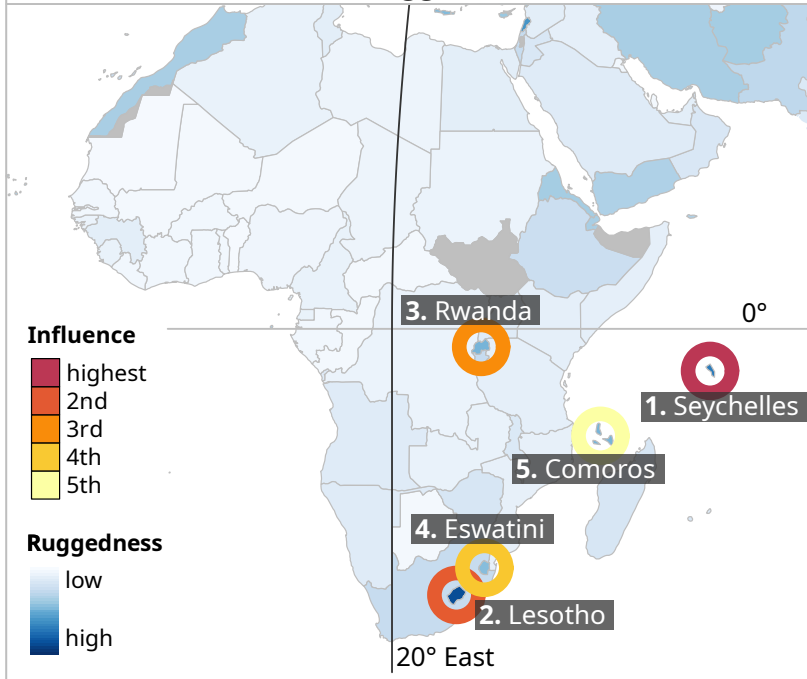 3. Rwanda
0°
Influence
highest
2nd
3rd
4th
5th
1. Seychelles
5. Comoros
4. Eswatini
Ruggedness
low
high
2. Lesotho
20° East